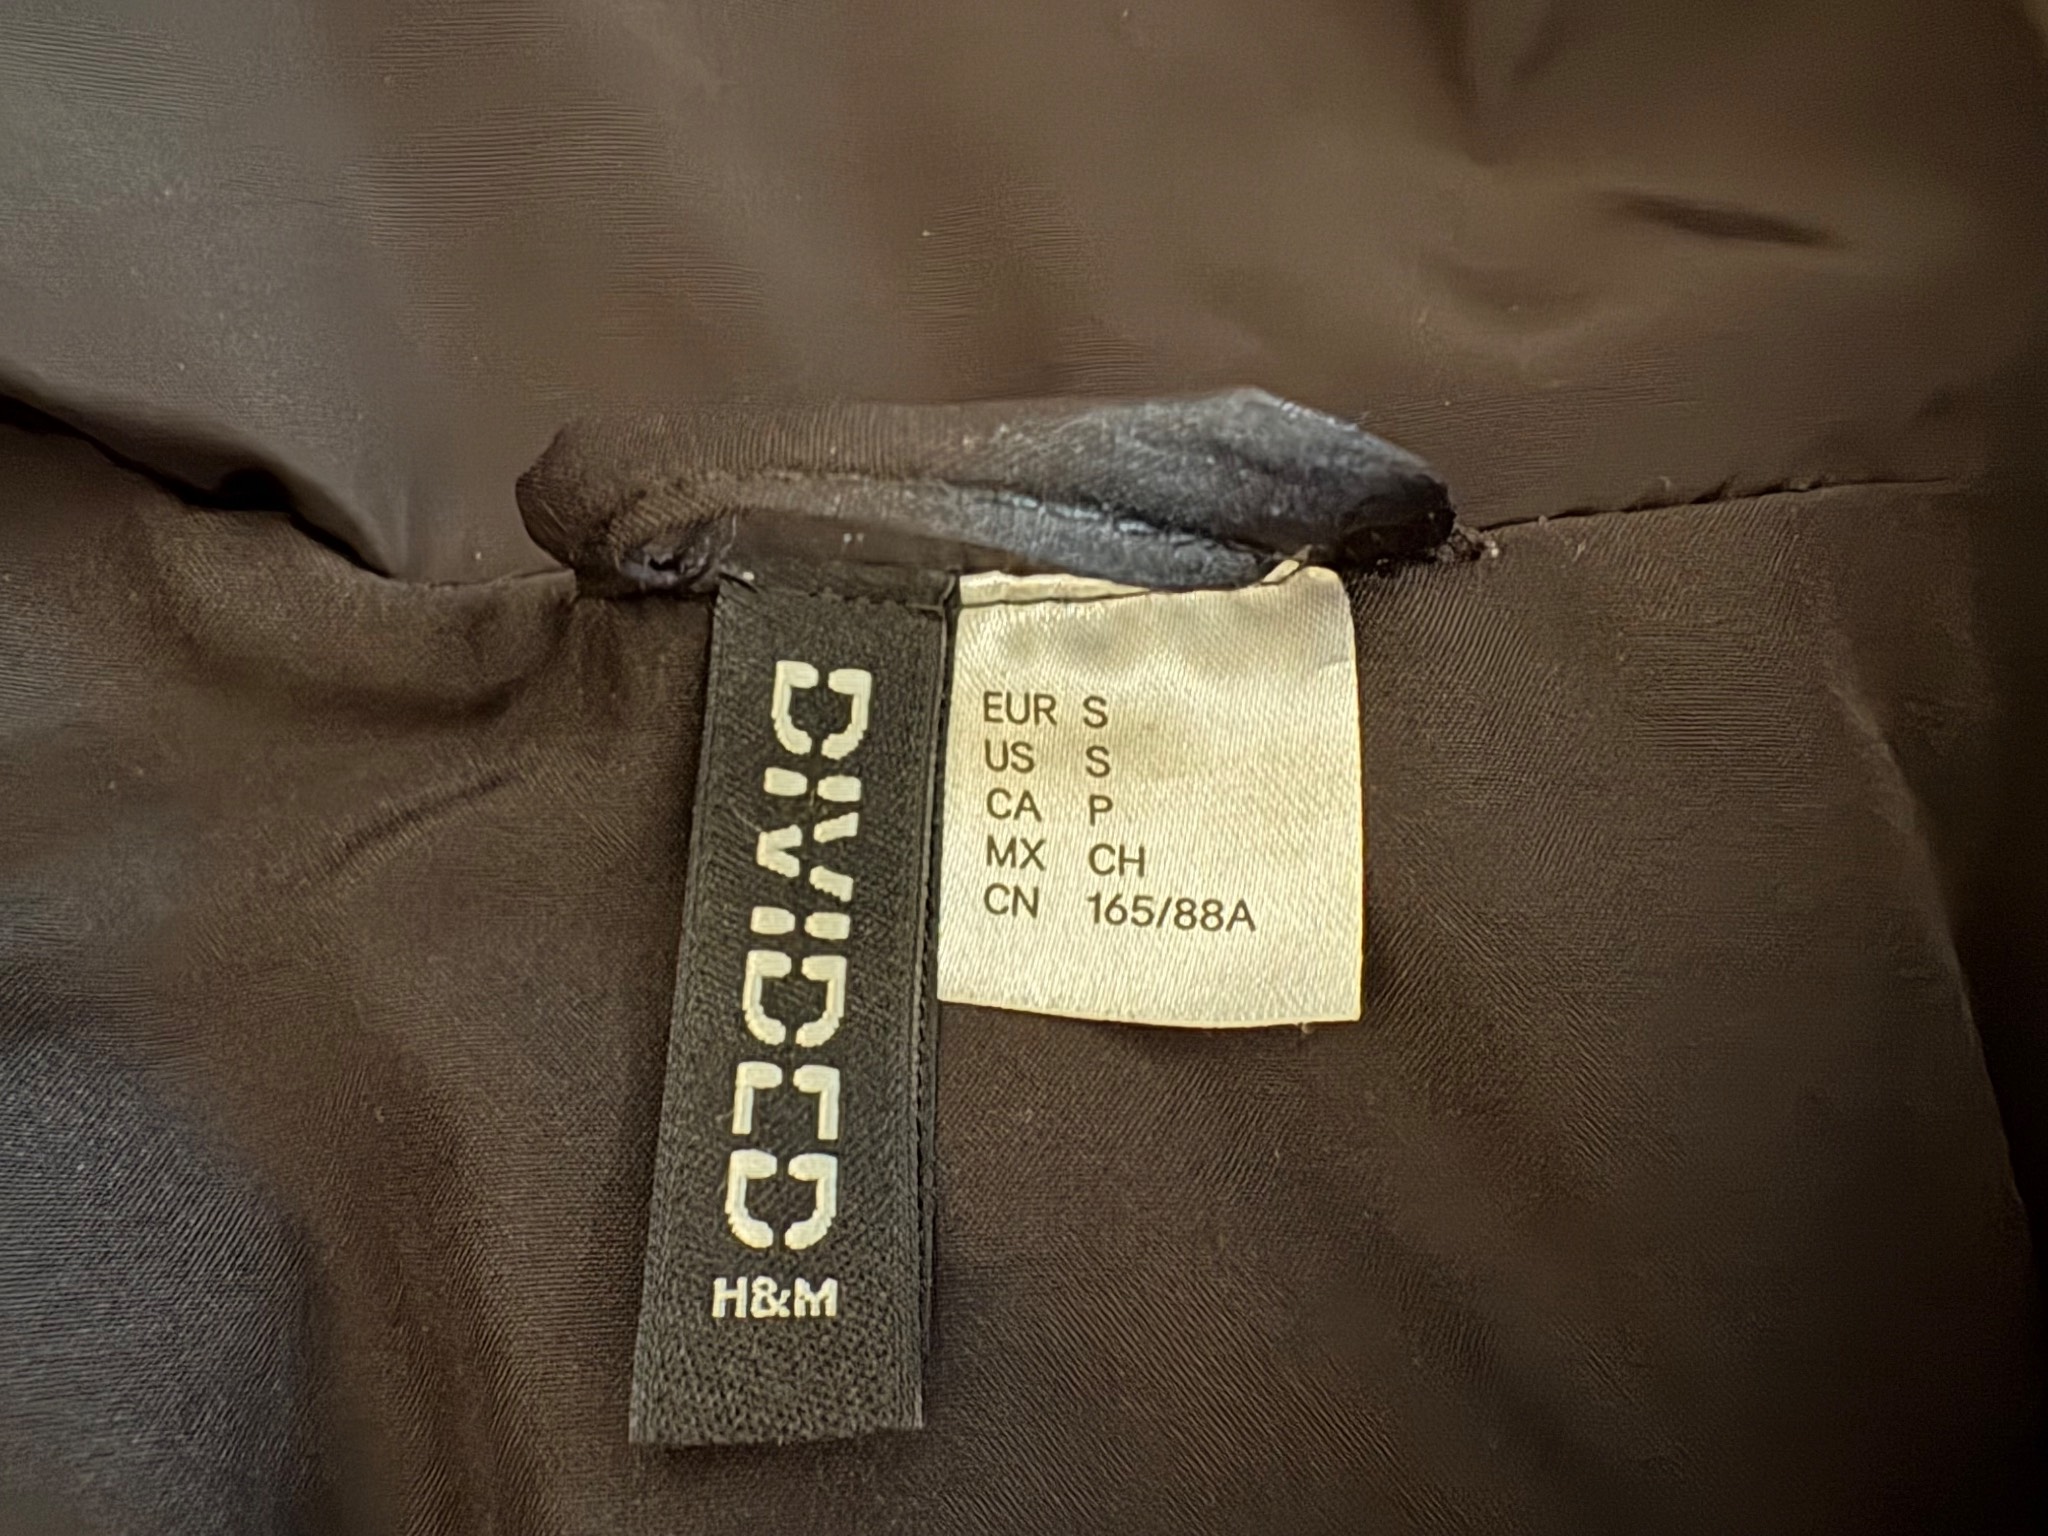 DIVIDED
H&M
EUR S
US S
CA P
MX CH
CN 165/88A